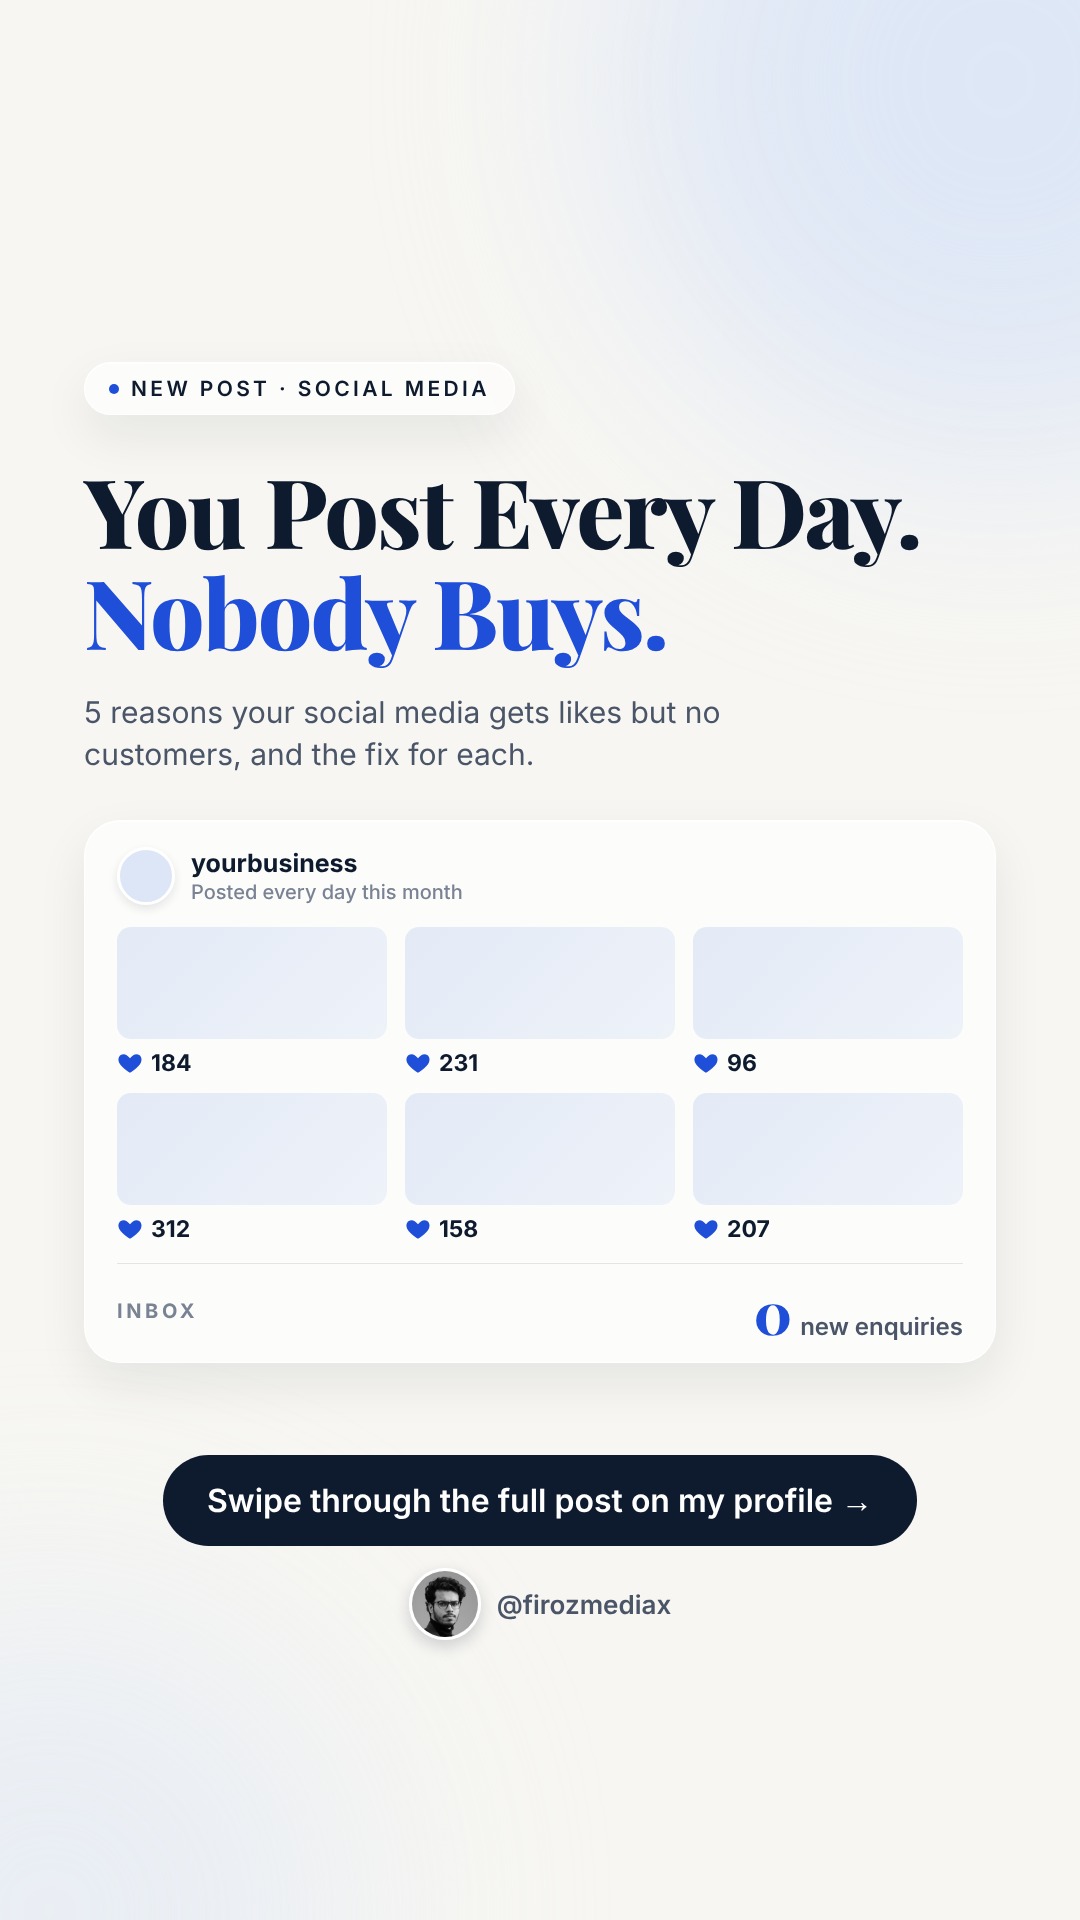 NEW POST · SOCIAL MEDIA
You Post Every Day.
Nobody Buys.
5 reasons your social media gets likes but no
customers, and the fix for each.
yourbusiness
Posted every day this month
184
231
96
312
158
207
INBOX
0 new enquiries
Swipe through the full post on my profile →
@firozmediax